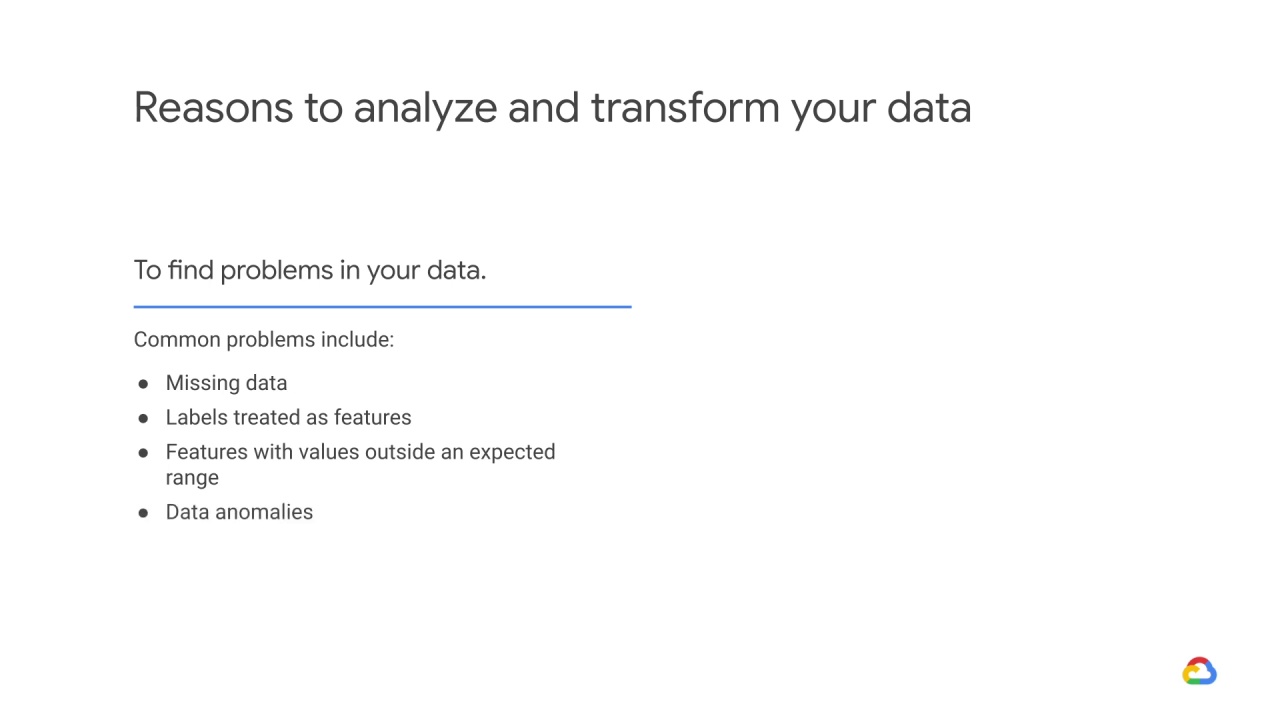 Reasons to analyze and transform your data
To find problems in your data.
Common problems include:
● Missing data
● Labels treated as features
● Features with values outside an expected
range
● Data anomalies